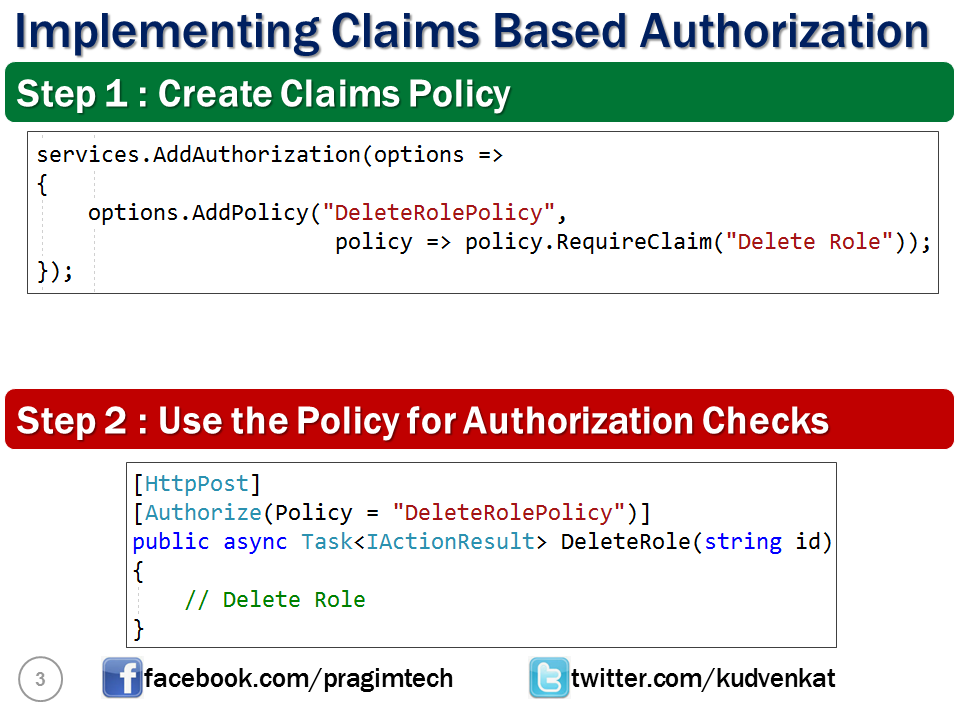 Implementing Claims Based Authorization
Step 1 : Create Claims Policy
services.AddAuthorization(options =>
{
    options.AddPolicy("DeleteRolePolicy",
                       policy => policy.RequireClaim("Delete Role"));
});
Step 2 : Use the Policy for Authorization Checks
[HttpPost]
[Authorize(Policy = "DeleteRolePolicy")]
public async Task<IActionResult> DeleteRole(string id)
{
    // Delete Role
}
3 facebook.com/pragimtech twitter.com/kudvenkat